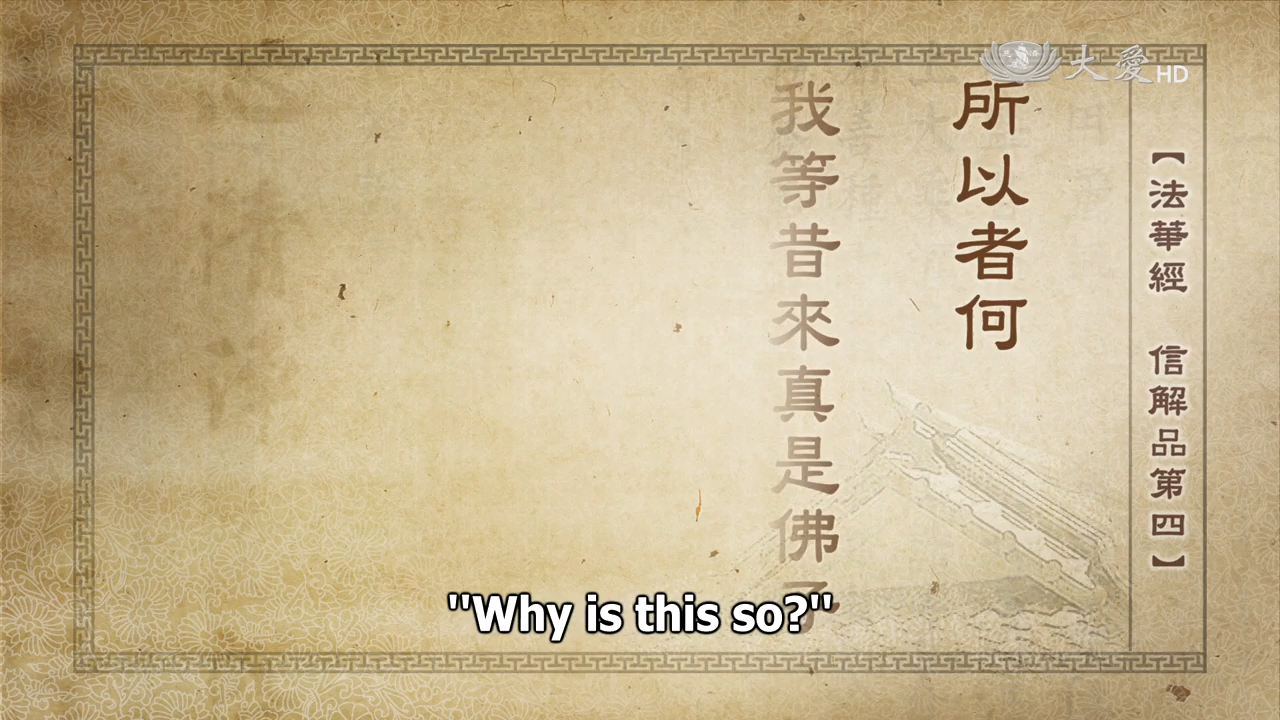 大愛HD
【法華經 信解品第四】
所以者何
我等昔來真是佛子
"Why is this so?"